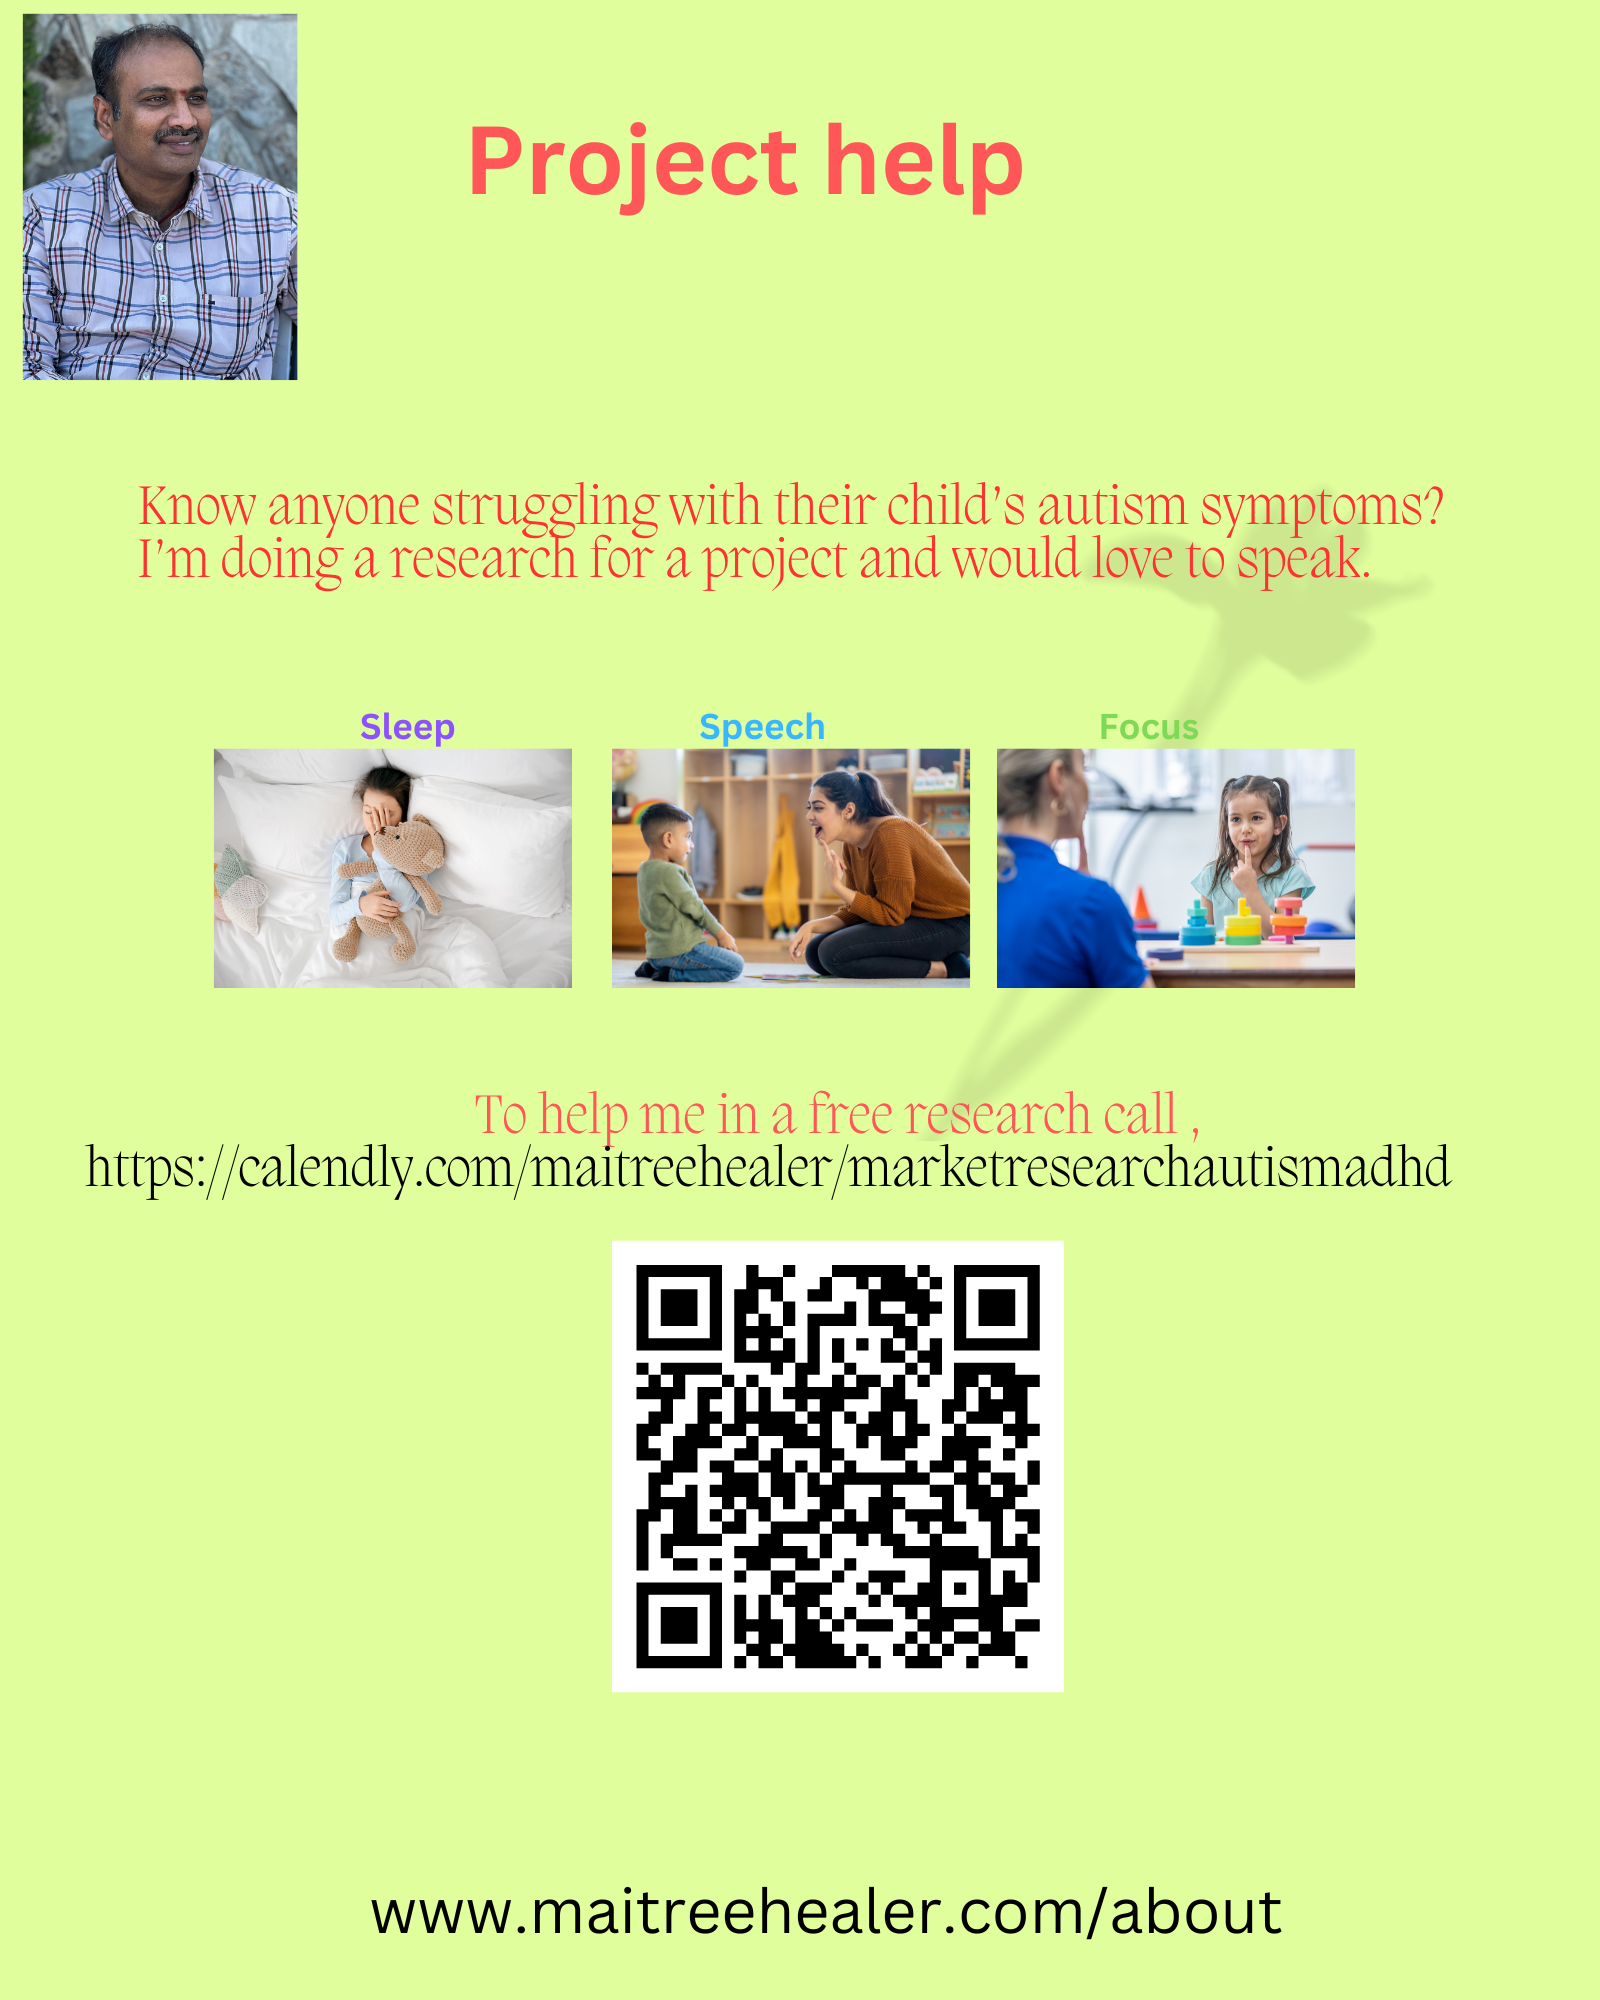 Project help
Know anyone struggling with their child’s autism symptoms?
I’m doing a research for a project and would love to speak.
Sleep
Speech
Focus
To help me in a free research call ,
https://calendly.com/maitreehealer/marketresearchautismadhd
www.maitreehealer.com/about